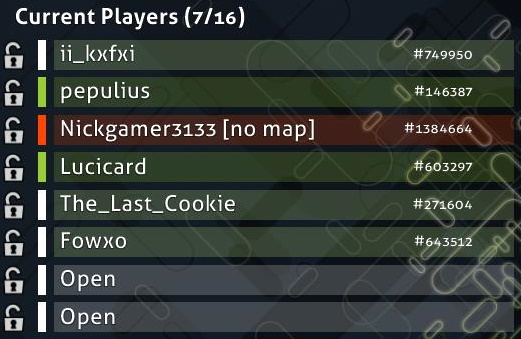 Current Players (7/16)
ii_kxfxi #749950
pepulius #146387
Nickgamer3133 [no map] #1384664
Lucicard #603297
The_Last_Cookie #271604
Fowxo #643512
Open
Open